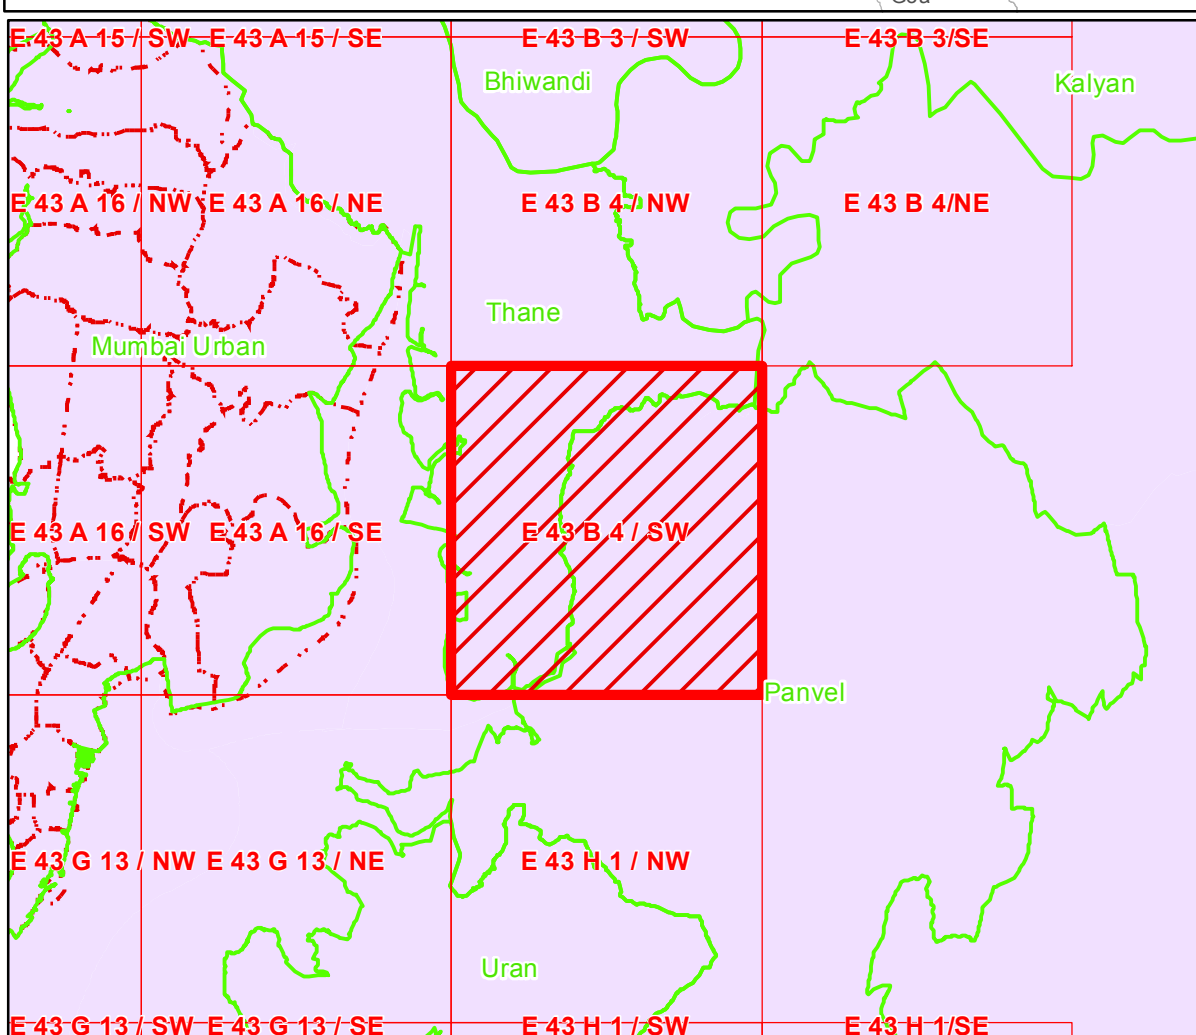 E 43 A 15 / SW E 43 A 15 / SE E 43 B 3 / SW E 43 B 3/SE
Bhiwandi Kalyan
E 43 A 16 / NW E 43 A 16 / NE E 43 B 4 / NW E 43 B 4/NE
Thane
Mumbai Urban
E 43 A 16 / SW E 43 A 16 / SE E 43 B 4 / SW
Panvel
E 43 G 13 / NW E 43 G 13 / NE E 43 H 1 / NW
Uran
E 43 G 13 / SW E 43 G 13 / SE E 43 H 1 / SW E 43 H 1/SE